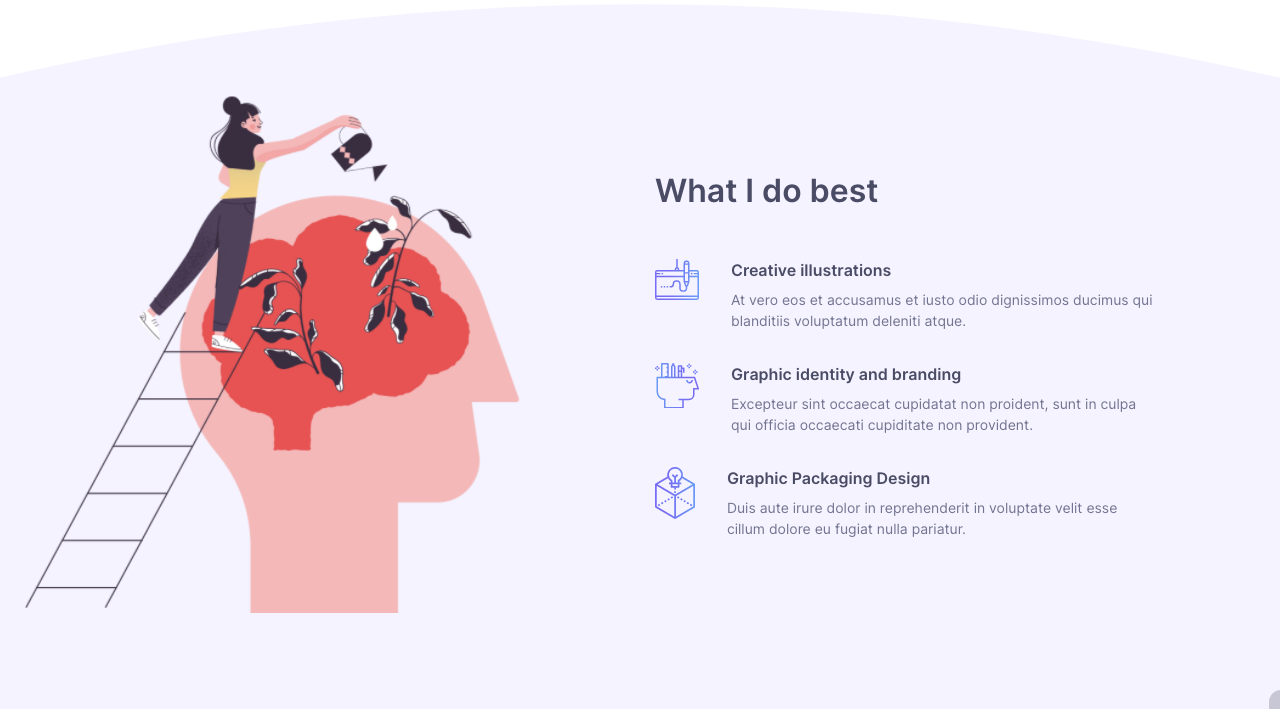 What I do best
Creative illustrations
At vero eos et accusamus et iusto odio dignissimos ducimus qui
blanditiis voluptatum deleniti atque.
Graphic identity and branding
Excepteur sint occaecat cupidatat non proident, sunt in culpa
qui officia occaecati cupiditate non provident.
Graphic Packaging Design
Duis aute irure dolor in reprehenderit in voluptate velit esse
cillum dolore eu fugiat nulla pariatur.